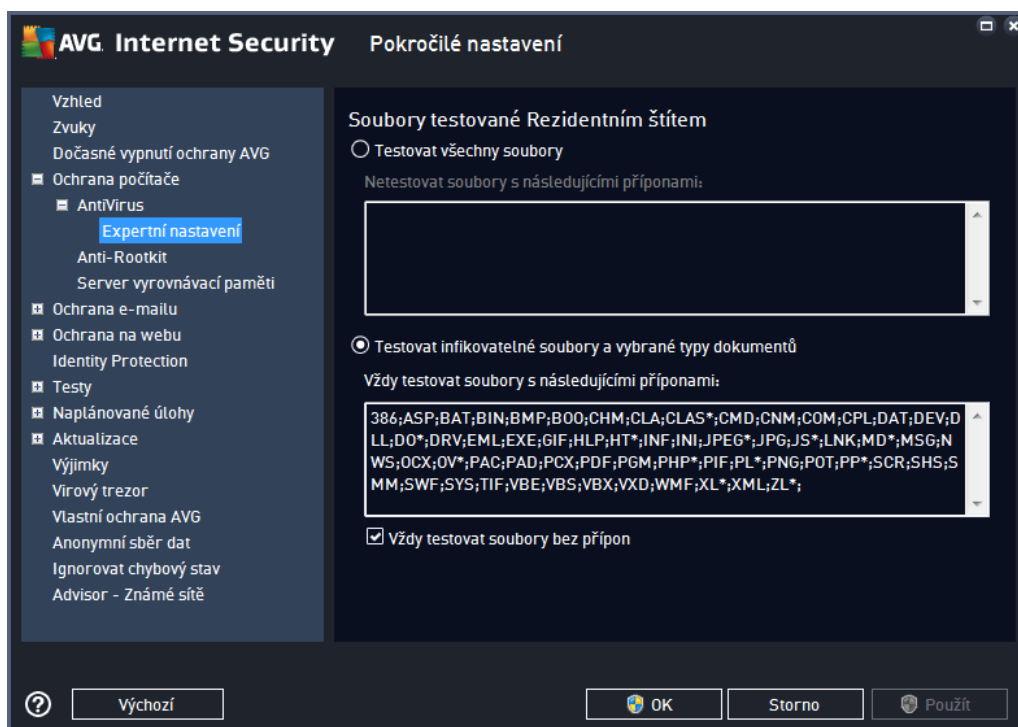 AVG. Internet Security Pokročilé nastavení
Vzhled
Zvuky
Dočasné vypnutí ochrany AVG
Ochrana počítače
AntiVirus
Expertní nastavení
Anti-Rootkit
Server vyrovnávací paměti
Ochrana e-mailu
Ochrana na webu
Identity Protection
Testy
Naplánované úlohy
Aktualizace
Výjimky
Virový trezor
Vlastní ochrana AVG
Anonymní sběr dat
Ignorovat chybový stav
Advisor - Známé sítě
Soubory testované Rezidentním štítem
Testovat všechny soubory
Netestovat soubory s následujícími příponami:
Testovat infikovatelné soubory a vybrané typy dokumentů
Vždy testovat soubory s následujícími příponami:
386;ASP;BAT;BIN;BMP;BOO;CHM;CLA;CLAS*;CMD;CNM;COM;CPL;DAT;DEV;D
LL;DO*;DRV;EML;EXE;GIF;HLP;HT*;INF;INI;JPEG*;JPG;JS*;LNK;MD*;MSG;N
WS;OCX;OV*;PAC;PAD;PCX;PDF;PGM;PHP*;PIF;PL*;PNG;POT;PP*;SCR;SHS;S
MM;SWF;SYS;TIF;VBE;VBS;VBX;VXD;WMF;XL*;XML;ZL*;
Vždy testovat soubory bez přípon
Výchozí
OK
Storno
Použít